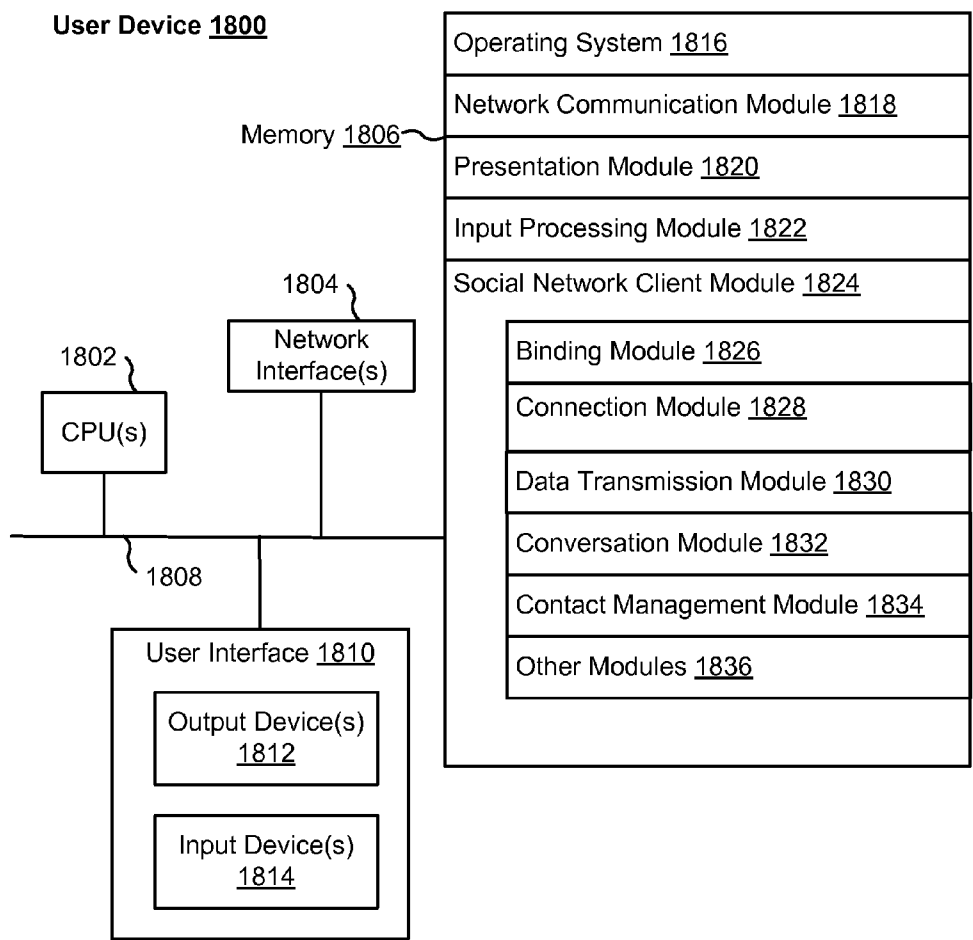 User Device 1800
Operating System 1816
Network Communication Module 1818
Memory 1806
Presentation Module 1820
Input Processing Module 1822
Social Network Client Module 1824
1804
Network
Interface(s)
Binding Module 1826
1802
Connection Module 1828
CPU(s)
Data Transmission Module 1830
Conversation Module 1832
1808
Contact Management Module 1834
User Interface 1810
Other Modules 1836
Output Device(s)
1812
Input Device(s)
1814